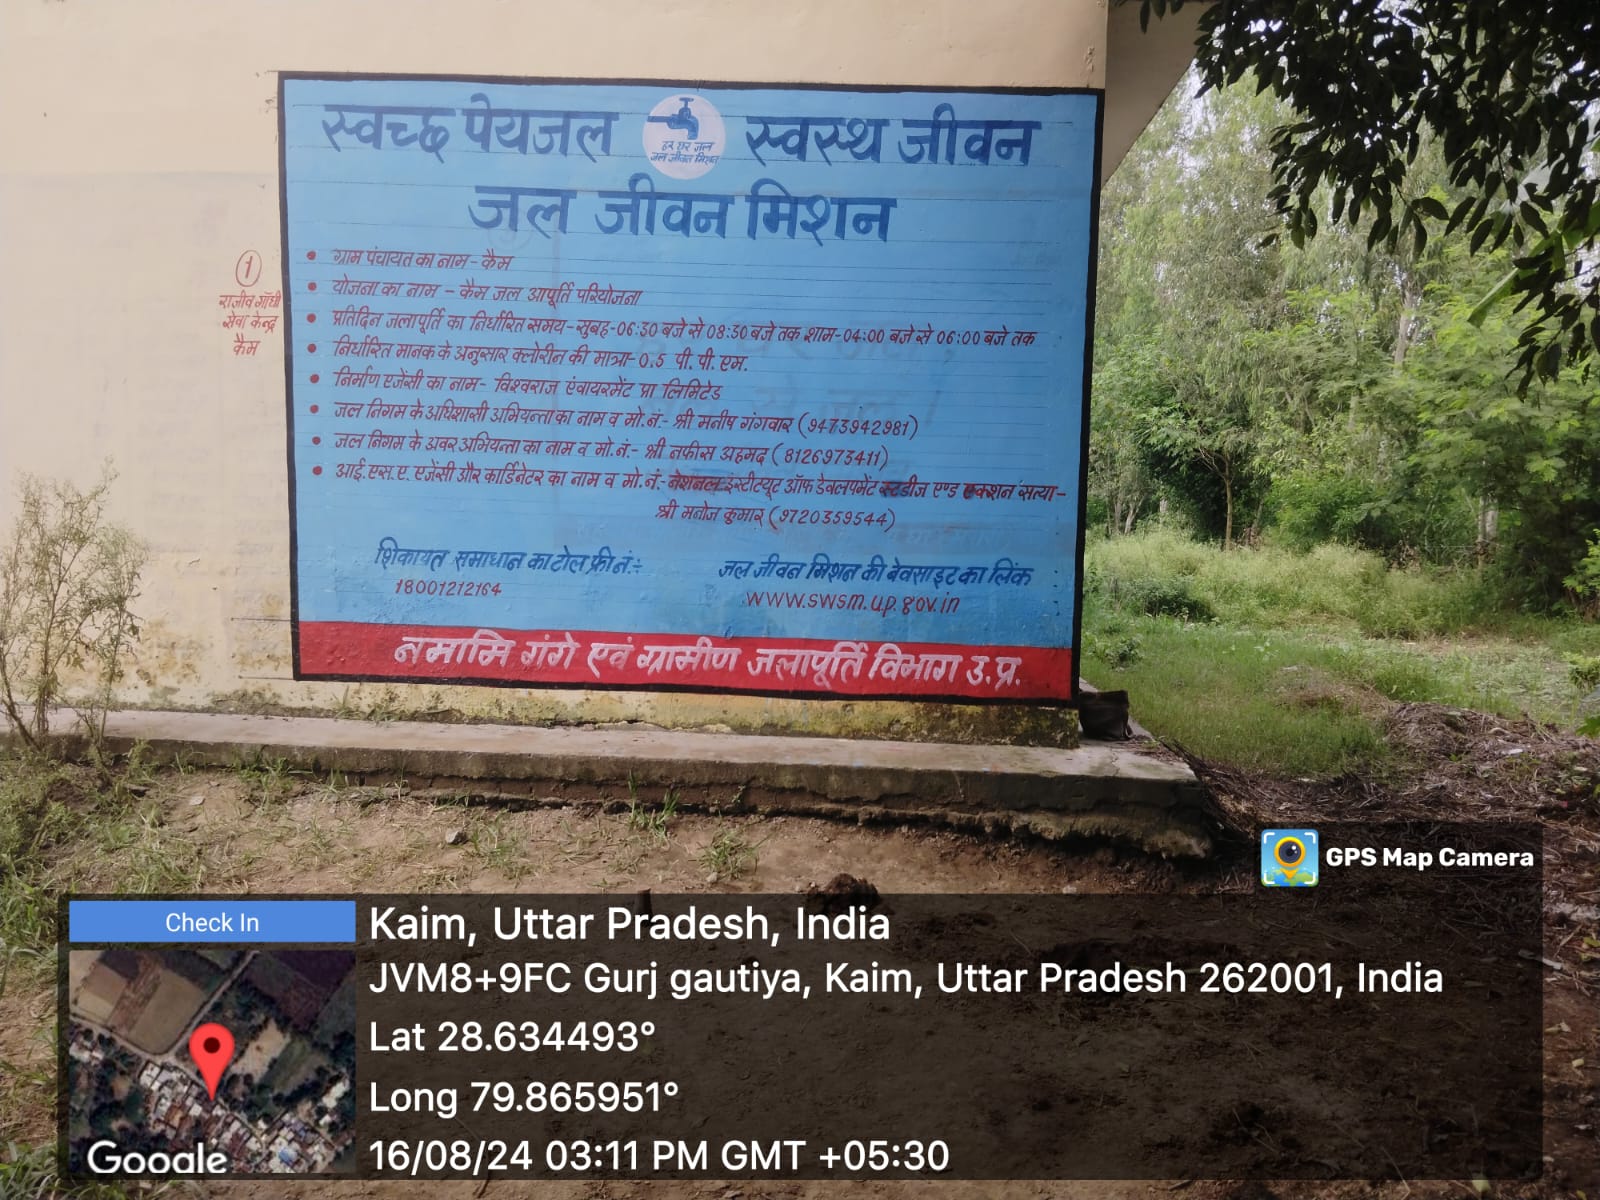 स्वच्छ पेयजल स्वस्थ जीवन
हर घर जल
जल जीवन मिशन
जल जीवन मिशन
1
राजीव गाँधी
सेवा केन्द्र
कैम
• ग्राम पंचायत का नाम - कैम
• योजना का नाम - कैम जल आपूर्ति परियोजना
• प्रतिदिन जलापूर्ति का निर्धारित समय-सुबह-06:30 बजे से 08:30 बजे तक शाम-04:00 बजे से 06:00 बजे तक
• निर्धारित मानक के अनुसार क्लोरीन की मात्रा- 0.5 पी. पी. एम.
• निर्माण एजेंसी का नाम- विश्वराज एंवायरमेंट प्रा लिमिटेड
• जल निगम के अधिशासी अभियन्ता का नाम व मो.नं.- श्री मनीष गंगवार (9473942981)
• जल निगम के अवर अभियन्ता का नाम व मो.नं.- श्री नफीस अहमद (8126973411)
• आई.एस.ए. एजेंसी और कार्डिनेटर का नाम व मो.नं.- नेशनल इंस्टीट्यूट ऑफ डेवलपमेंट स्टडीज एण्ड एक्शन 'सत्या-
श्री मनोज कुमार (9720359544)
शिकायत समाधान का टोल फ्री नं.:-
18001212164
जल जीवन मिशन की बेवसाइट का लिंक
www.swsm.up.gov.in
नमामि गंगे एवं ग्रामीण जलापूर्ति विभाग उ.प्र.
GPS Map Camera
Check In
Kaim, Uttar Pradesh, India
JVM8+9FC Gurj gautiya, Kaim, Uttar Pradesh 262001, India
Lat 28.634493°
Long 79.865951°
16/08/24 03:11 PM GMT +05:30
Google